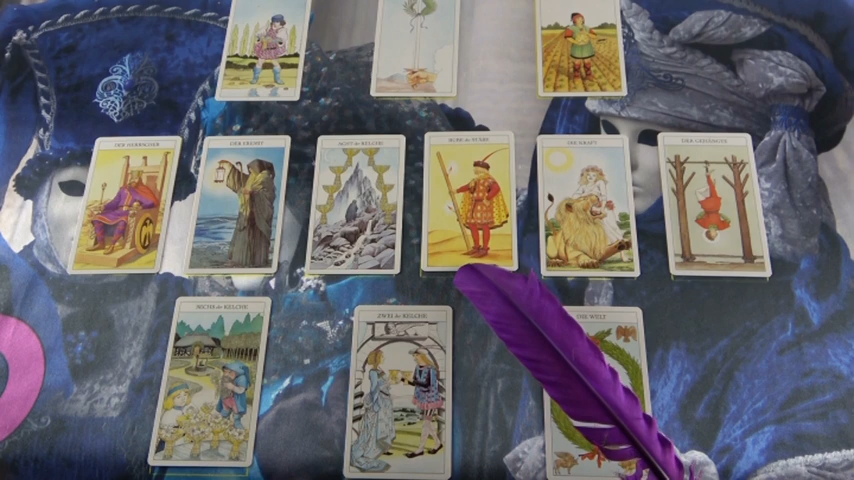 DER HERRSCHER
DER EREMIT
ACHT der KELCHE
BUBE der STÄBE
DIE KRAFT
DER GEHÄNGTE
SECHS der KELCHE
ZWEI der KELCHE
DIE WELT